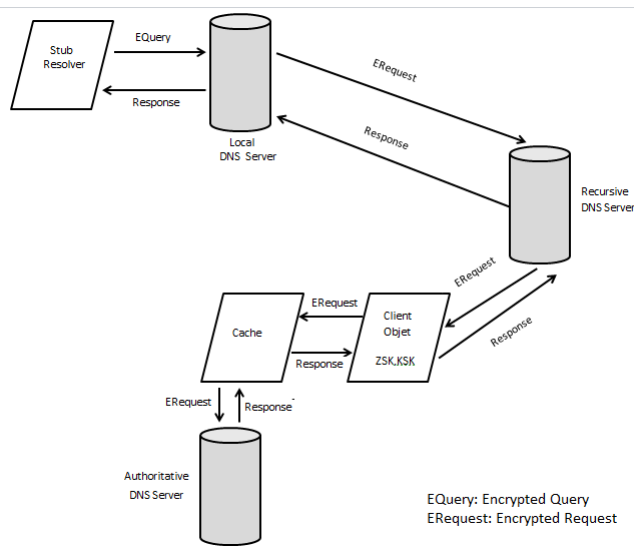 Stub
Resolver
EQuery
Response
Local
DNS Server
ERequest
Response
Recursive
DNS Server
ERequest
Response
Client
Objet
ZSK,KSK
ERequest
Response
Cache
ERequest
Response
Authoritative
DNS Server
EQuery: Encrypted Query
ERequest: Encrypted Request